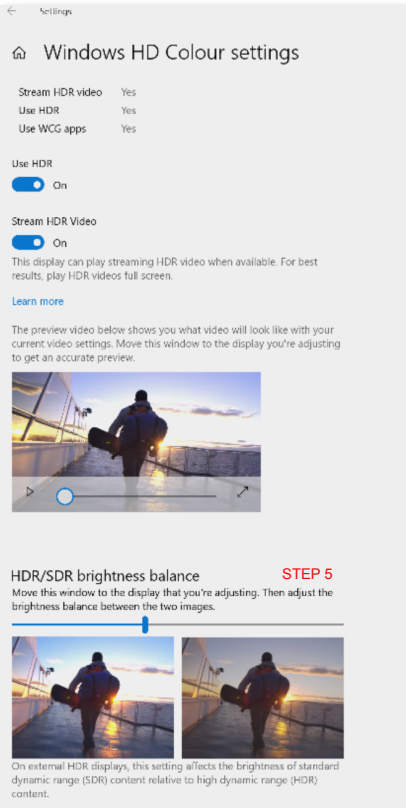 Settings
Windows HD Colour settings
Stream HDR video Yes
Use HDR Yes
Use WCG apps Yes
Use HDR
On
Stream HDR Video
On
This display can play streaming HDR video when available. For best
results, play HDR videos full screen.
Learn more
The preview video below shows you what video will look like with your
current video settings. Move this window to the display you're adjusting
to get an accurate preview.
HDR/SDR brightness balance STEP 5
Move this window to the display that you're adjusting. Then adjust the
brightness balance between the two images.
On external HDR displays, this setting affects the brightness of standard
dynamic range (SDR) content relative to high dynamic range (HDR)
content.